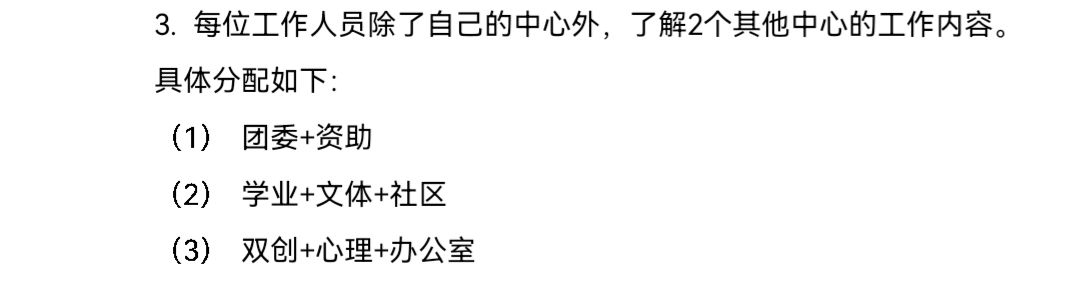 3. 每位工作人员除了自己的中心外，了解2个其他中心的工作内容。
具体分配如下：
（1） 团委+资助
（2） 学业+文体+社区
（3） 双创+心理+办公室